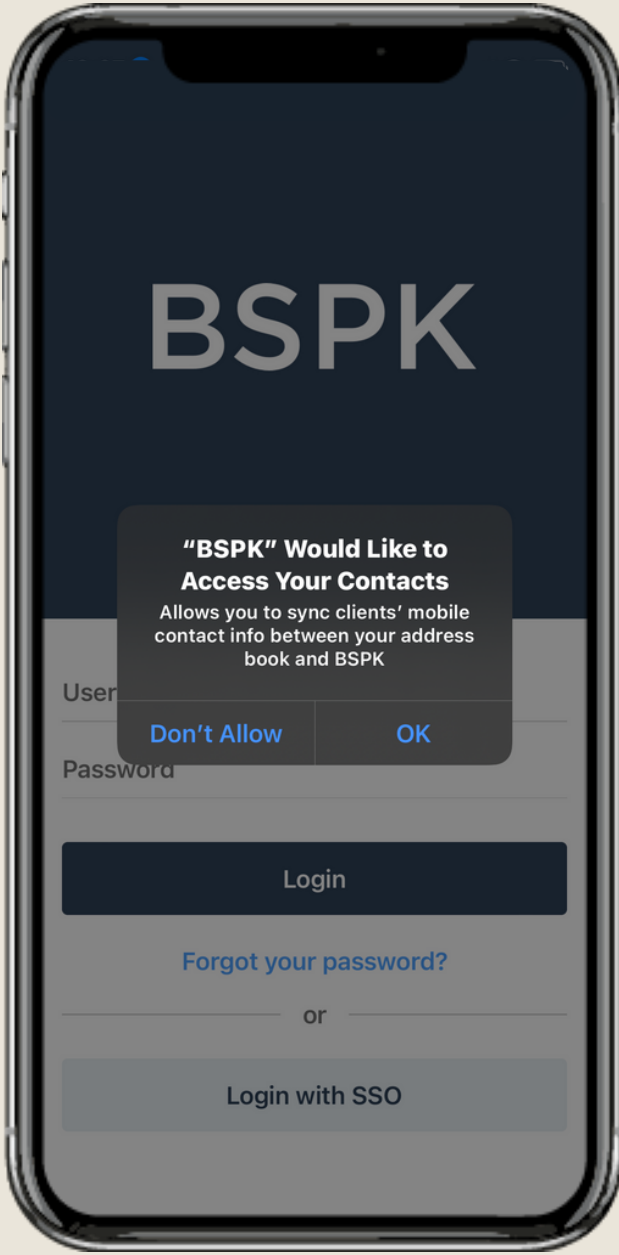 BSPK
“BSPK” Would Like to
Access Your Contacts
Allows you to sync clients’ mobile
contact info between your address
book and BSPK
User
Don’t Allow
OK
Password
Login
Forgot your password?
or
Login with SSO